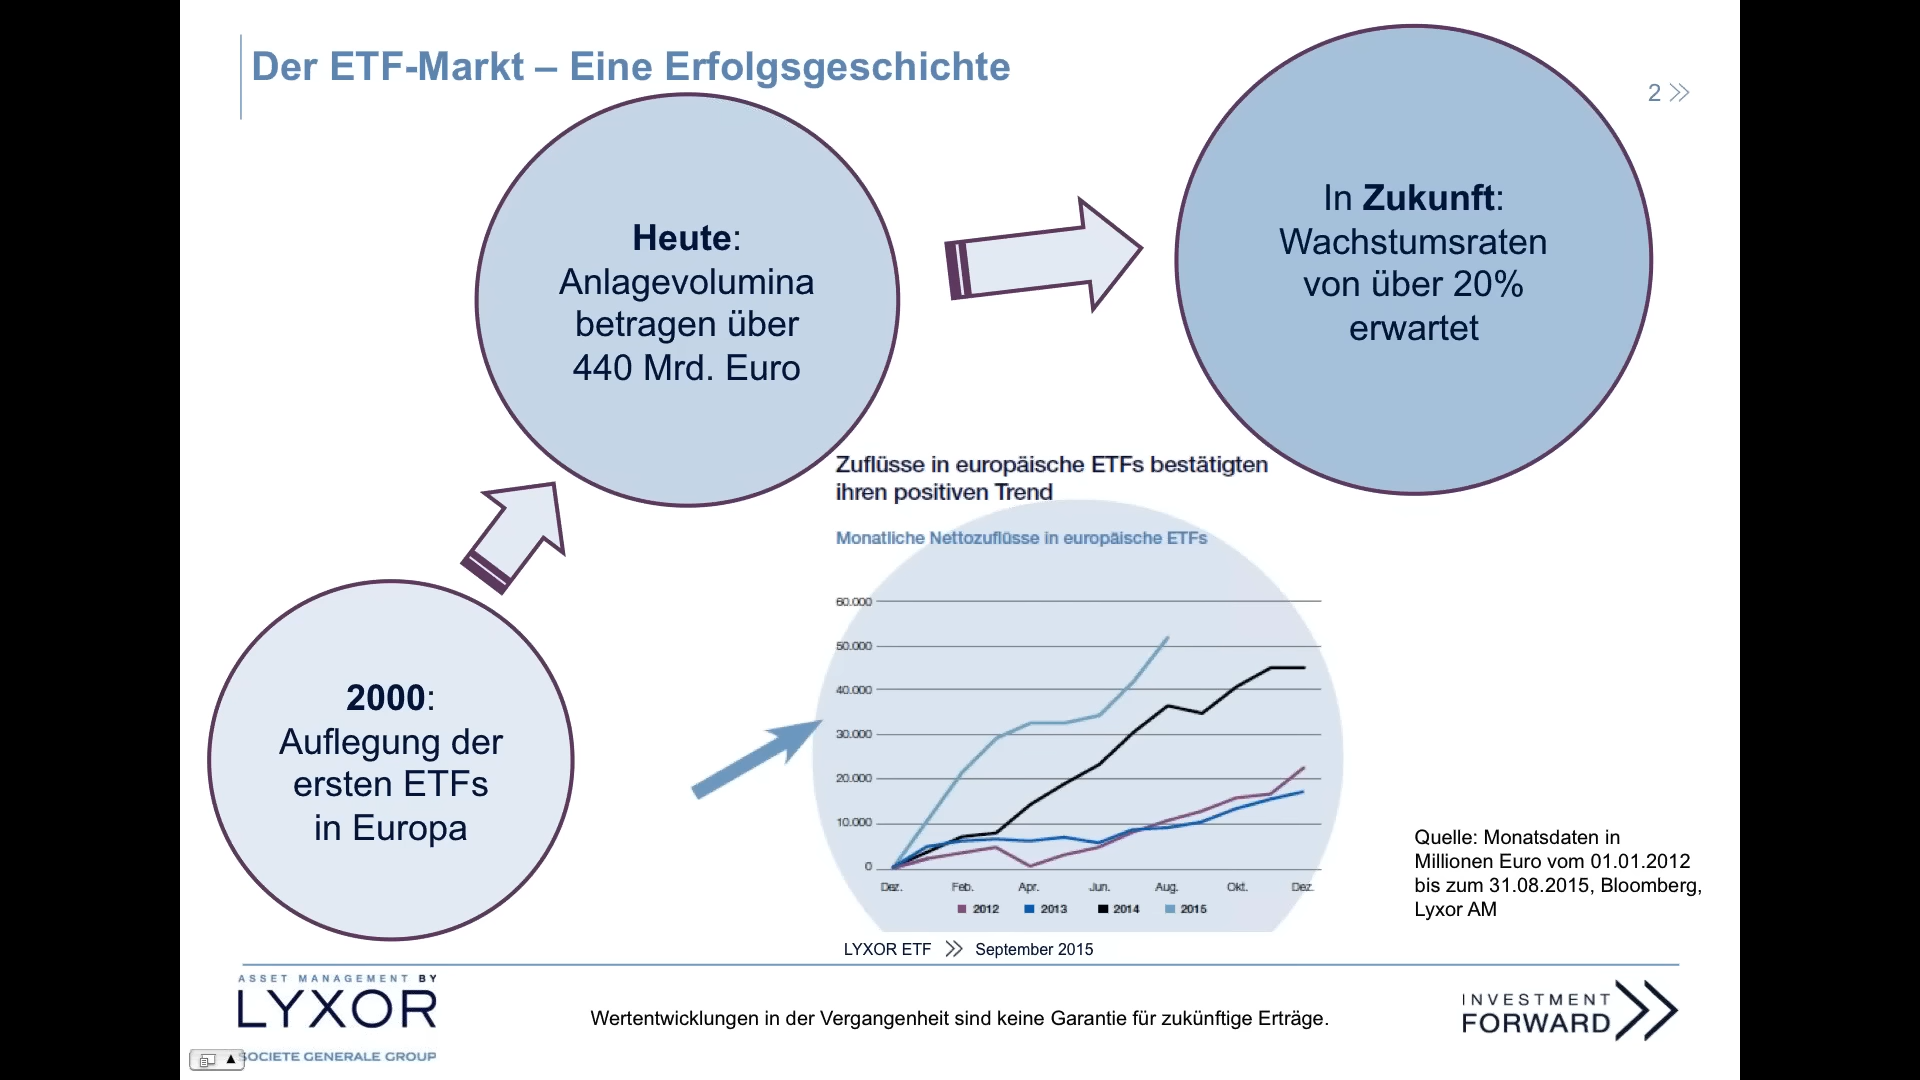 Der ETF-Markt – Eine Erfolgsgeschichte
2
Heute:
Anlagevolumina
betragen über
440 Mrd. Euro
In Zukunft:
Wachstumsraten
von über 20%
erwartet
2000:
Auflegung der
ersten ETFs
in Europa
Zuflüsse in europäische ETFs bestätigten
ihren positiven Trend
Monatliche Nettozuflüsse in europäische ETFs
60.000
50.000
40.000
30.000
20.000
10.000
0
Dez. Feb. Apr. Jun. Aug. Okt. Dez.
2012 2013 2014 2015
Quelle: Monatsdaten in
Millionen Euro vom 01.01.2012
bis zum 31.08.2015, Bloomberg,
Lyxor AM
LYXOR ETF September 2015
ASSET MANAGEMENT BY
LYXOR
SOCIETE GENERALE GROUP
Wertentwicklungen in der Vergangenheit sind keine Garantie für zukünftige Erträge.
INVESTMENT
FORWARD